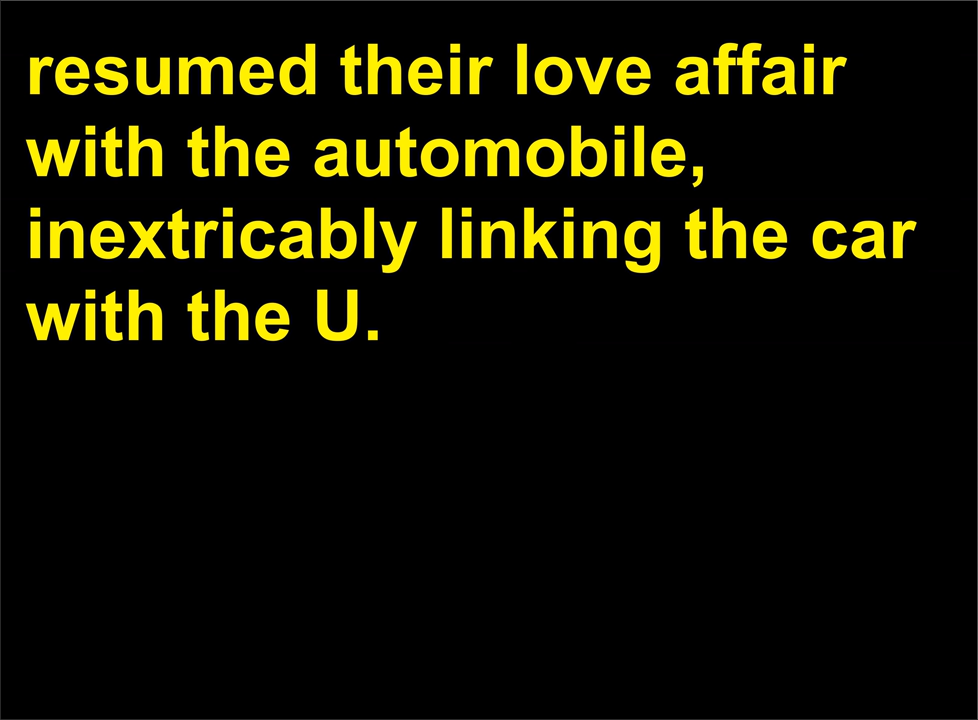 resumed their love affair
with the automobile,
inextricably linking the car
with the U.